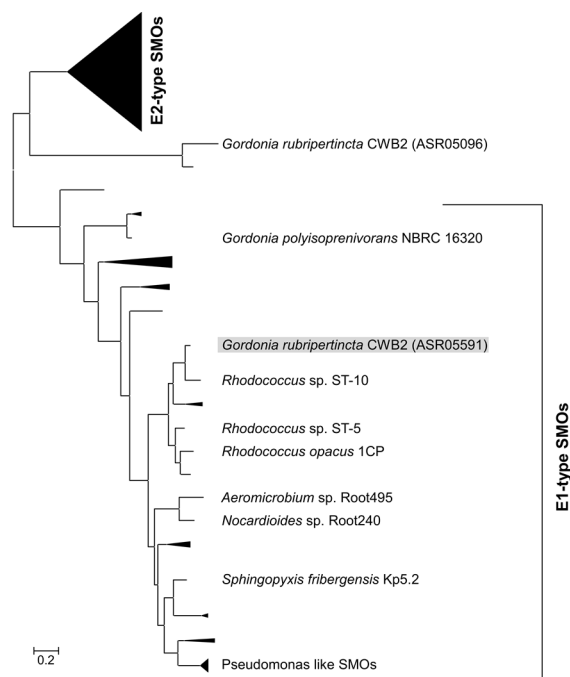 E2-type SMOs
Gordonia rubripertincta CWB2 (ASR05096)
Gordonia polyisoprenivorans NBRC 16320
Gordonia rubripertincta CWB2 (ASR05591)
Rhodococcus sp. ST-10
Rhodococcus sp. ST-5
Rhodococcus opacus 1CP
E1-type SMOs
Aeromicrobium sp. Root495
Nocardioides sp. Root240
Sphingopyxis fribergensis Kp5.2
Pseudomonas like SMOs
0.2